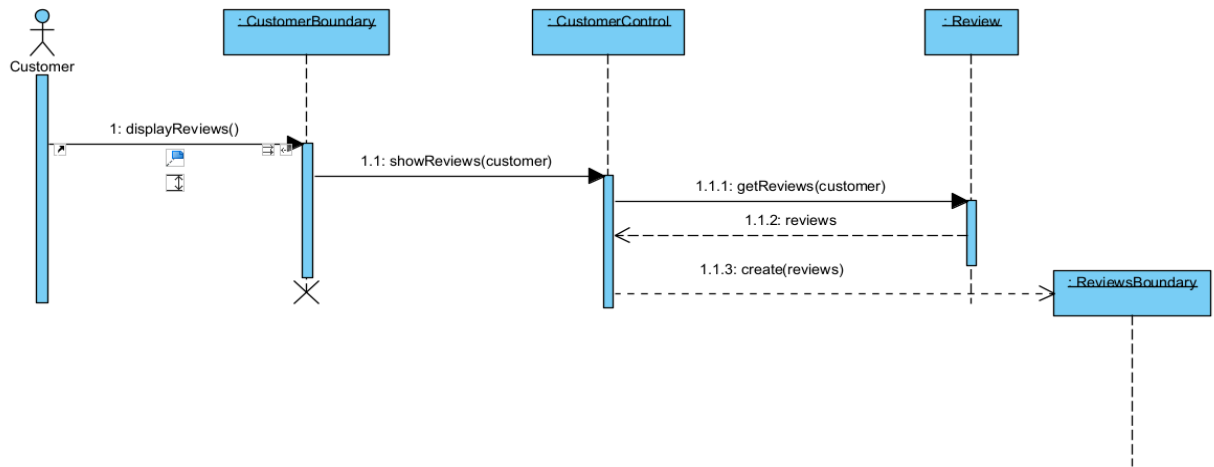 : CustomerBoundary
: CustomerControl
: Review
Customer
1: displayReviews()
1.1: showReviews(customer)
1.1.1: getReviews(customer)
1.1.2: reviews
1.1.3: create(reviews)
: ReviewsBoundary